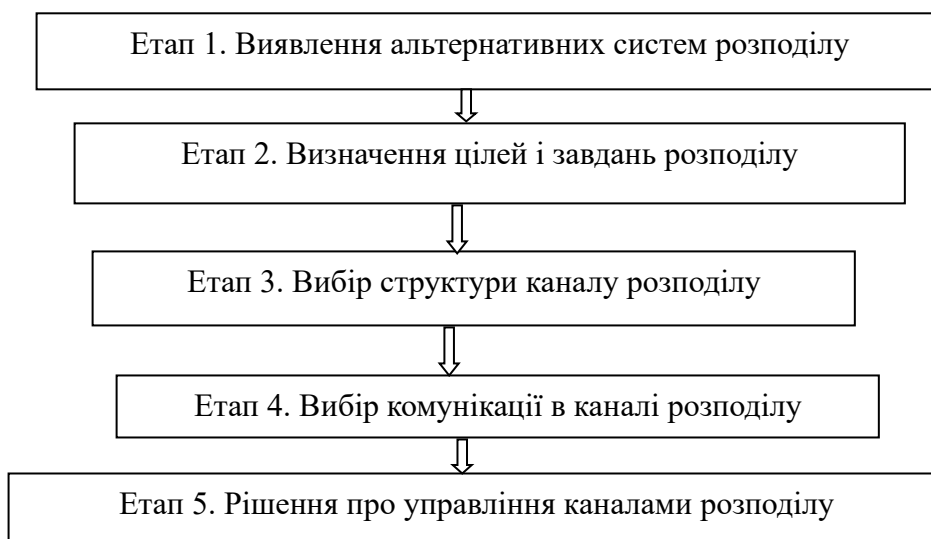 Етап 1. Виявлення альтернативних систем розподілу
Етап 2. Визначення цілей і завдань розподілу
Етап 3. Вибір структури каналу розподілу
Етап 4. Вибір комунікації в каналі розподілу
Етап 5. Рішення про управління каналами розподілу